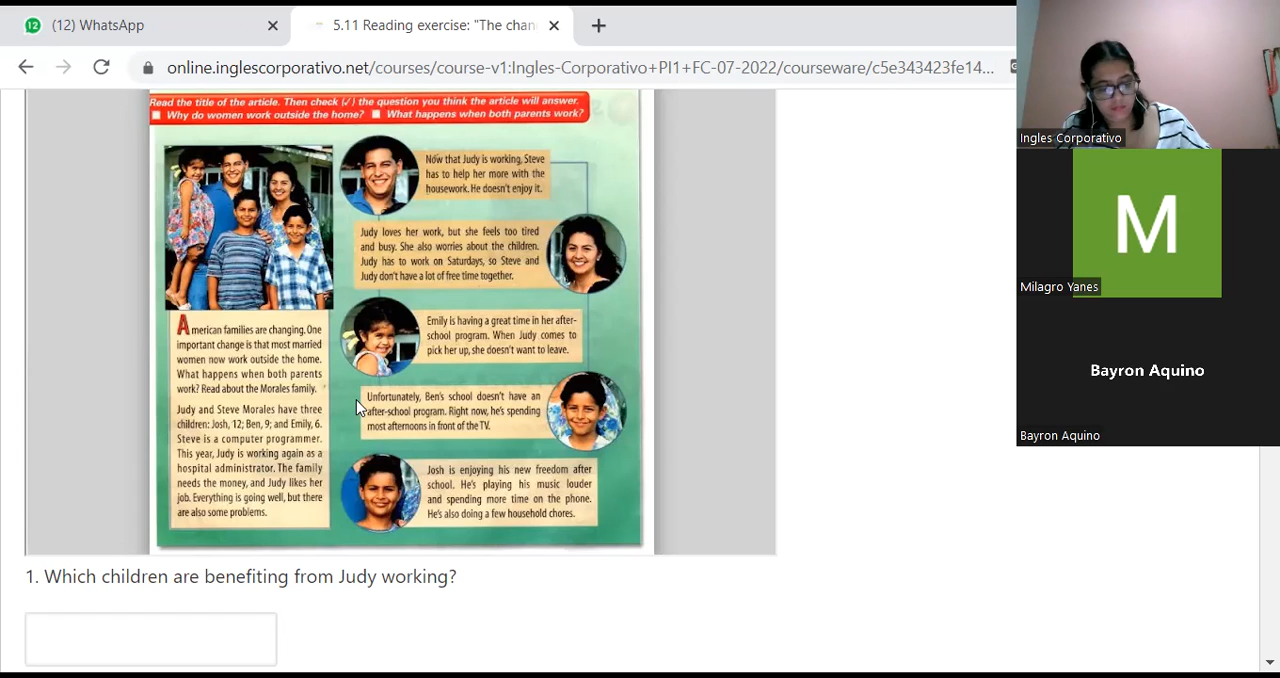 (12) WhatsApp
5.11 Reading exercise: "The chan
online.inglescorporativo.net/courses/course-v1:Ingles-Corporativo+PI1+FC-07-2022/courseware/c5e343423fe14...
Read the title of the article. Then check (✓) the question you think the article will answer.
Why do women work outside the home? What happens when both parents work?
Now that Judy is working, Steve
has to help her more with the
housework. He doesn't enjoy it.
Judy loves her work, but she feels too tired
and busy. She also worries about the children.
Judy has to work on Saturdays, so Steve and
Judy don't have a lot of free time together.
Emily is having a great time in her after-
school program. When Judy comes to
pick her up, she doesn't want to leave.
Unfortunately, Ben's school doesn't have an
after-school program. Right now, he's spending
most afternoons in front of the TV.
Josh is enjoying his new freedom after
school. He's playing his music louder
and spending more time on the phone.
He's also doing a few household chores.
American families are changing. One
important change is that most married
women now work outside the home.
What happens when both parents
work? Read about the Morales family.
Judy and Steve Morales have three
children: Josh, 12; Ben, 9; and Emily, 6.
Steve is a computer programmer.
This year, Judy is working again as a
hospital administrator. The family
needs the money, and Judy likes her
job. Everything is going well, but there
are also some problems.
1. Which children are benefiting from Judy working?
Ingles Corporativo
M
Milagro Yanes
Bayron Aquino
Bayron Aquino